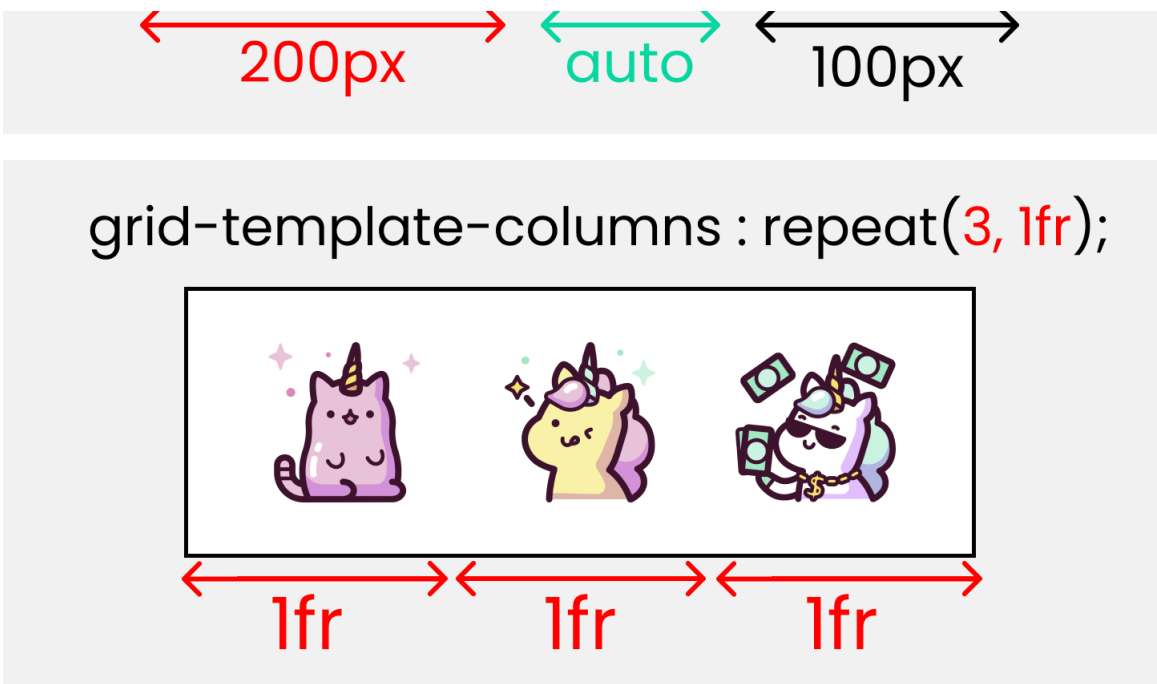 200px auto 100px
grid-template-columns : repeat(3, 1fr);
$
1fr 1fr 1fr